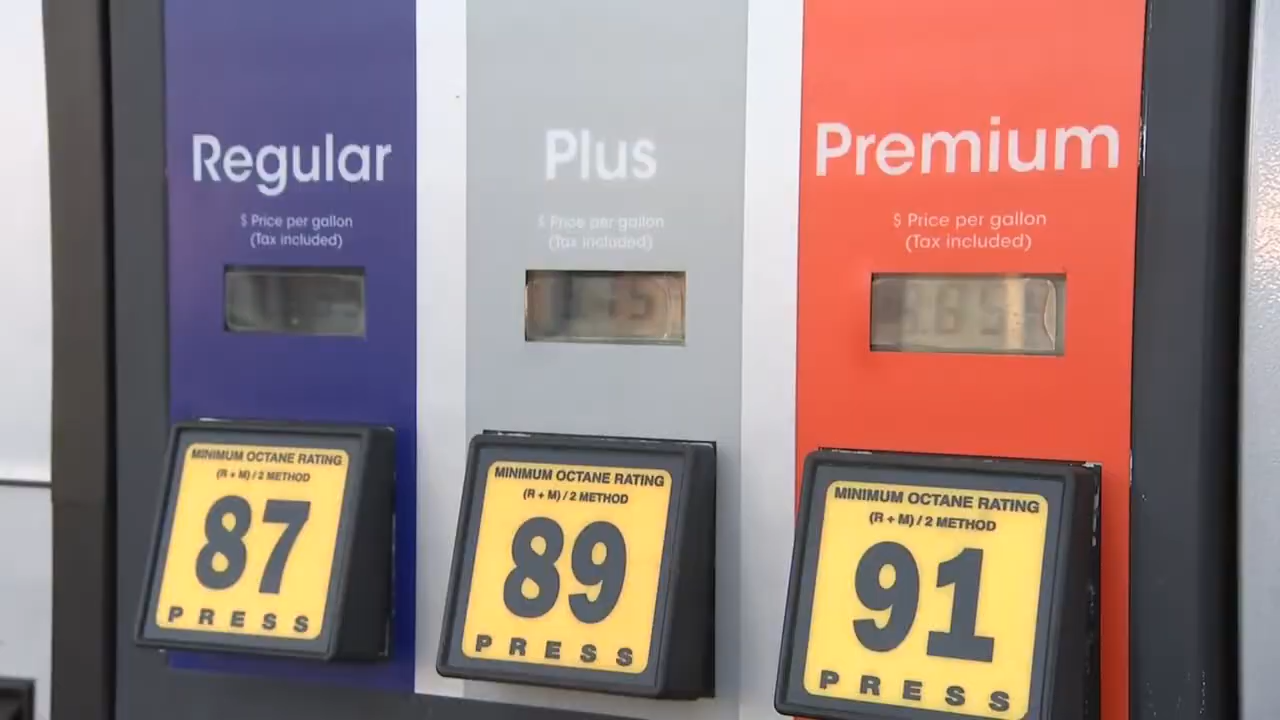 Regular
$ Price per gallon
(Tax included)
MINIMUM OCTANE RATING
(R + M) / 2 METHOD
87
PRESS
Plus
$ Price per gallon
(Tax included)
MINIMUM OCTANE RATING
(R + M) / 2 METHOD
89
PRESS
Premium
$ Price per gallon
(Tax included)
MINIMUM OCTANE RATING
(R + M) / 2 METHOD
91
PRESS